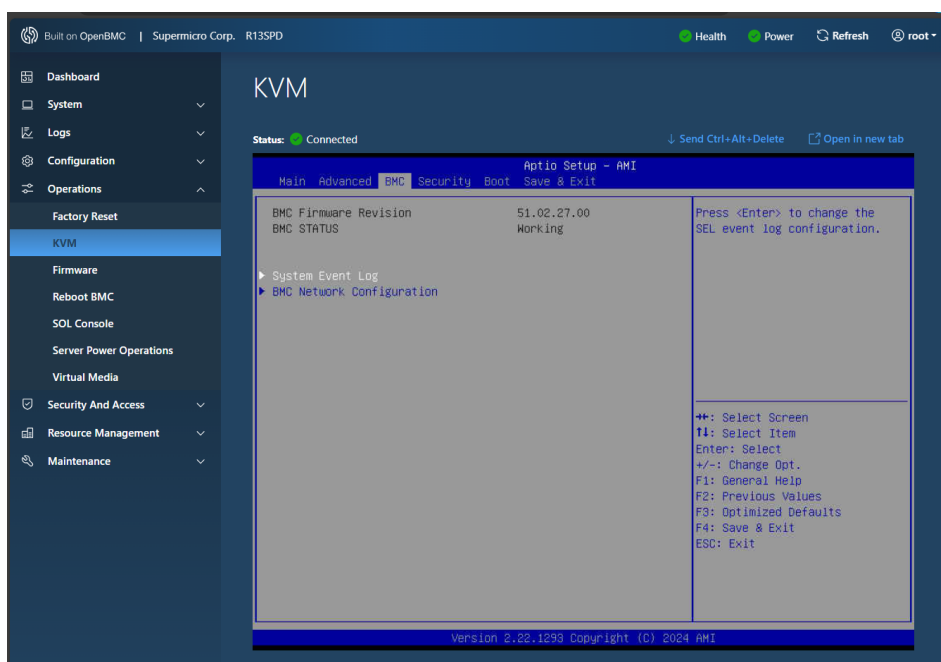 Built on OpenBMC | Supermicro Corp. R13SPD
Health Power Refresh root
Dashboard
System
Logs
Configuration
Operations
Factory Reset
KVM
Firmware
Reboot BMC
SOL Console
Server Power Operations
Virtual Media
Security And Access
Resource Management
Maintenance
KVM
Status: Connected
Send Ctrl+Alt+Delete Open in new tab
Aptio Setup – AMI
Main Advanced BMC Security Boot Save & Exit
BMC Firmware Revision 51.02.27.00
BMC STATUS Working
System Event Log
BMC Network Configuration
Press <Enter> to change the
SEL event log configuration.
→←: Select Screen
↑↓: Select Item
Enter: Select
+/-: Change Opt.
F1: General Help
F2: Previous Values
F3: Optimized Defaults
F4: Save & Exit
ESC: Exit
Version 2.22.1293 Copyright (C) 2024 AMI